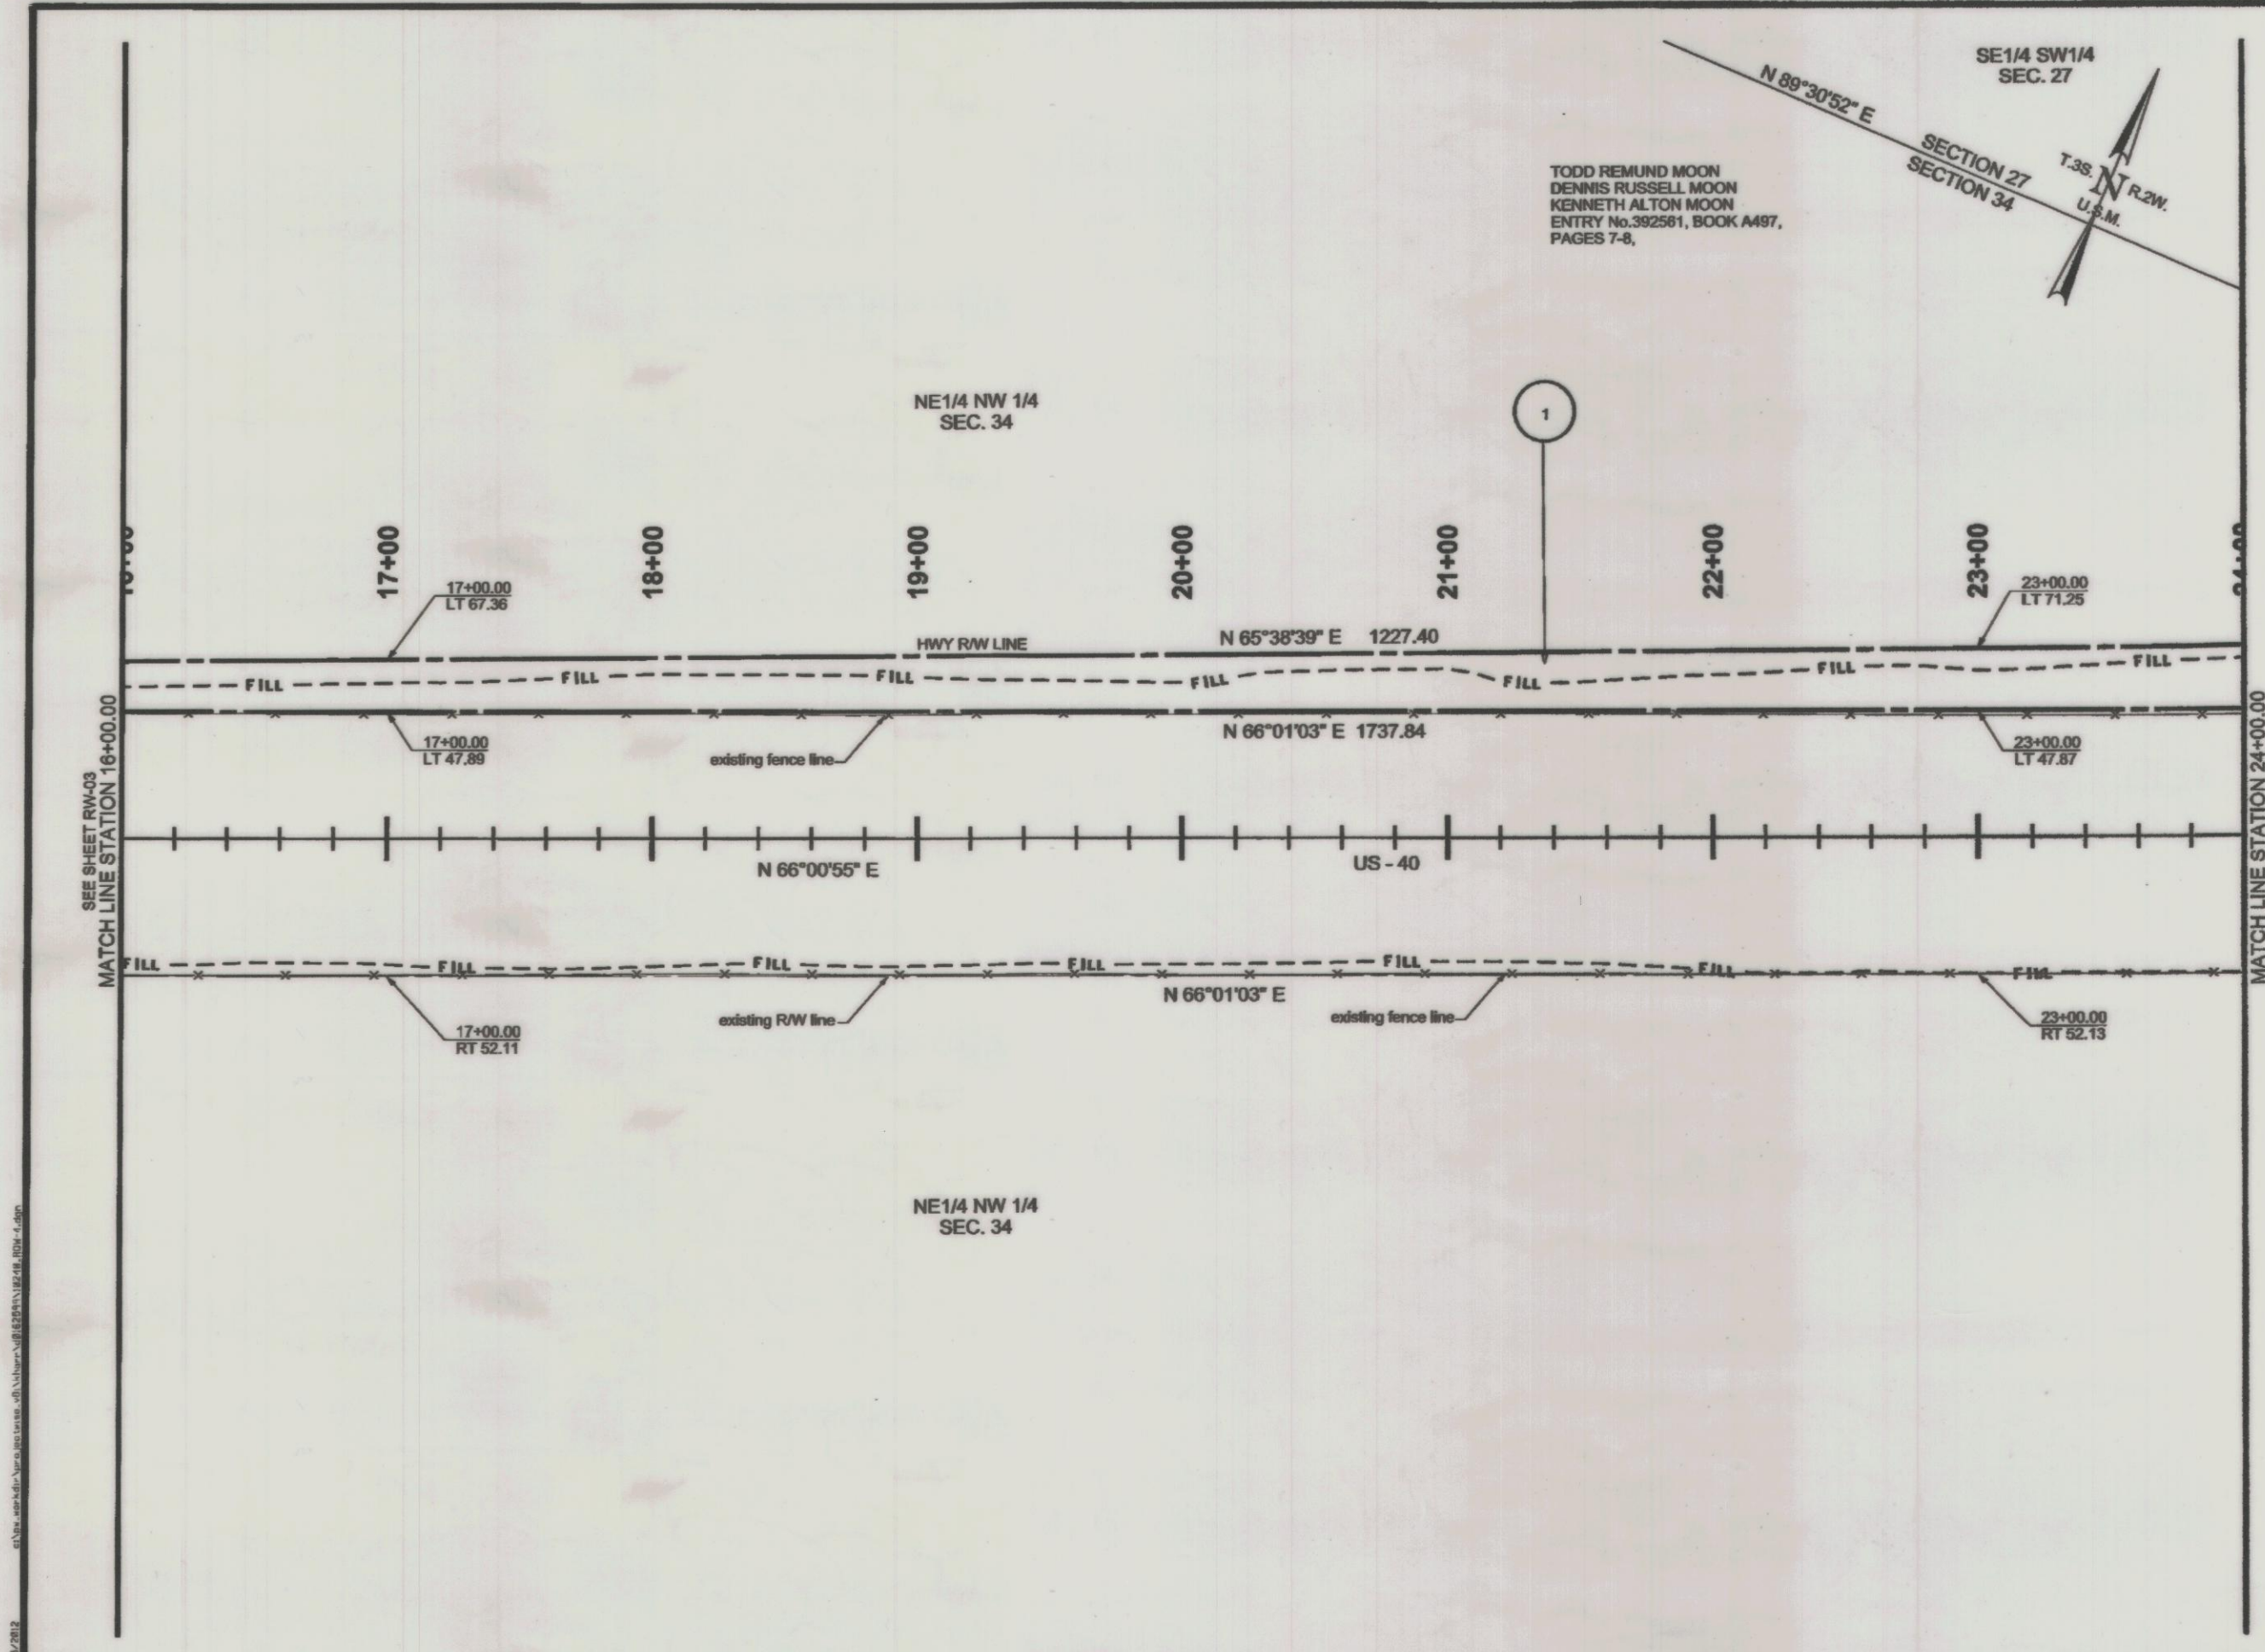 SE1/4 SW1/4
SEC. 27
N 89°30'52" E
SECTION 27
SECTION 34
T.3S. N R.2W.
U.S.M.
TODD REMUND MOON
DENNIS RUSSELL MOON
KENNETH ALTON MOON
ENTRY No.392561, BOOK A497,
PAGES 7-8,
NE1/4 NW 1/4
SEC. 34
1
17+00
18+00
19+00
20+00
21+00
22+00
23+00
24+00
17+00.00
LT 67.36
23+00.00
LT 71.25
HWY R/W LINE
N 65°38'39" E 1227.40
FILL FILL FILL FILL FILL FILL FILL
N 66°01'03" E 1737.84
17+00.00
LT 47.89
existing fence line
23+00.00
LT 47.87
SEE SHEET RW-03
MATCH LINE STATION 16+00.00
MATCH LINE STATION 24+00.00
N 66°00'55" E
US - 40
FILL FILL FILL FILL FILL FILL FILL
N 66°01'03" E
17+00.00
RT 52.11
existing R/W line
existing fence line
23+00.00
RT 52.13
NE1/4 NW 1/4
SEC. 34